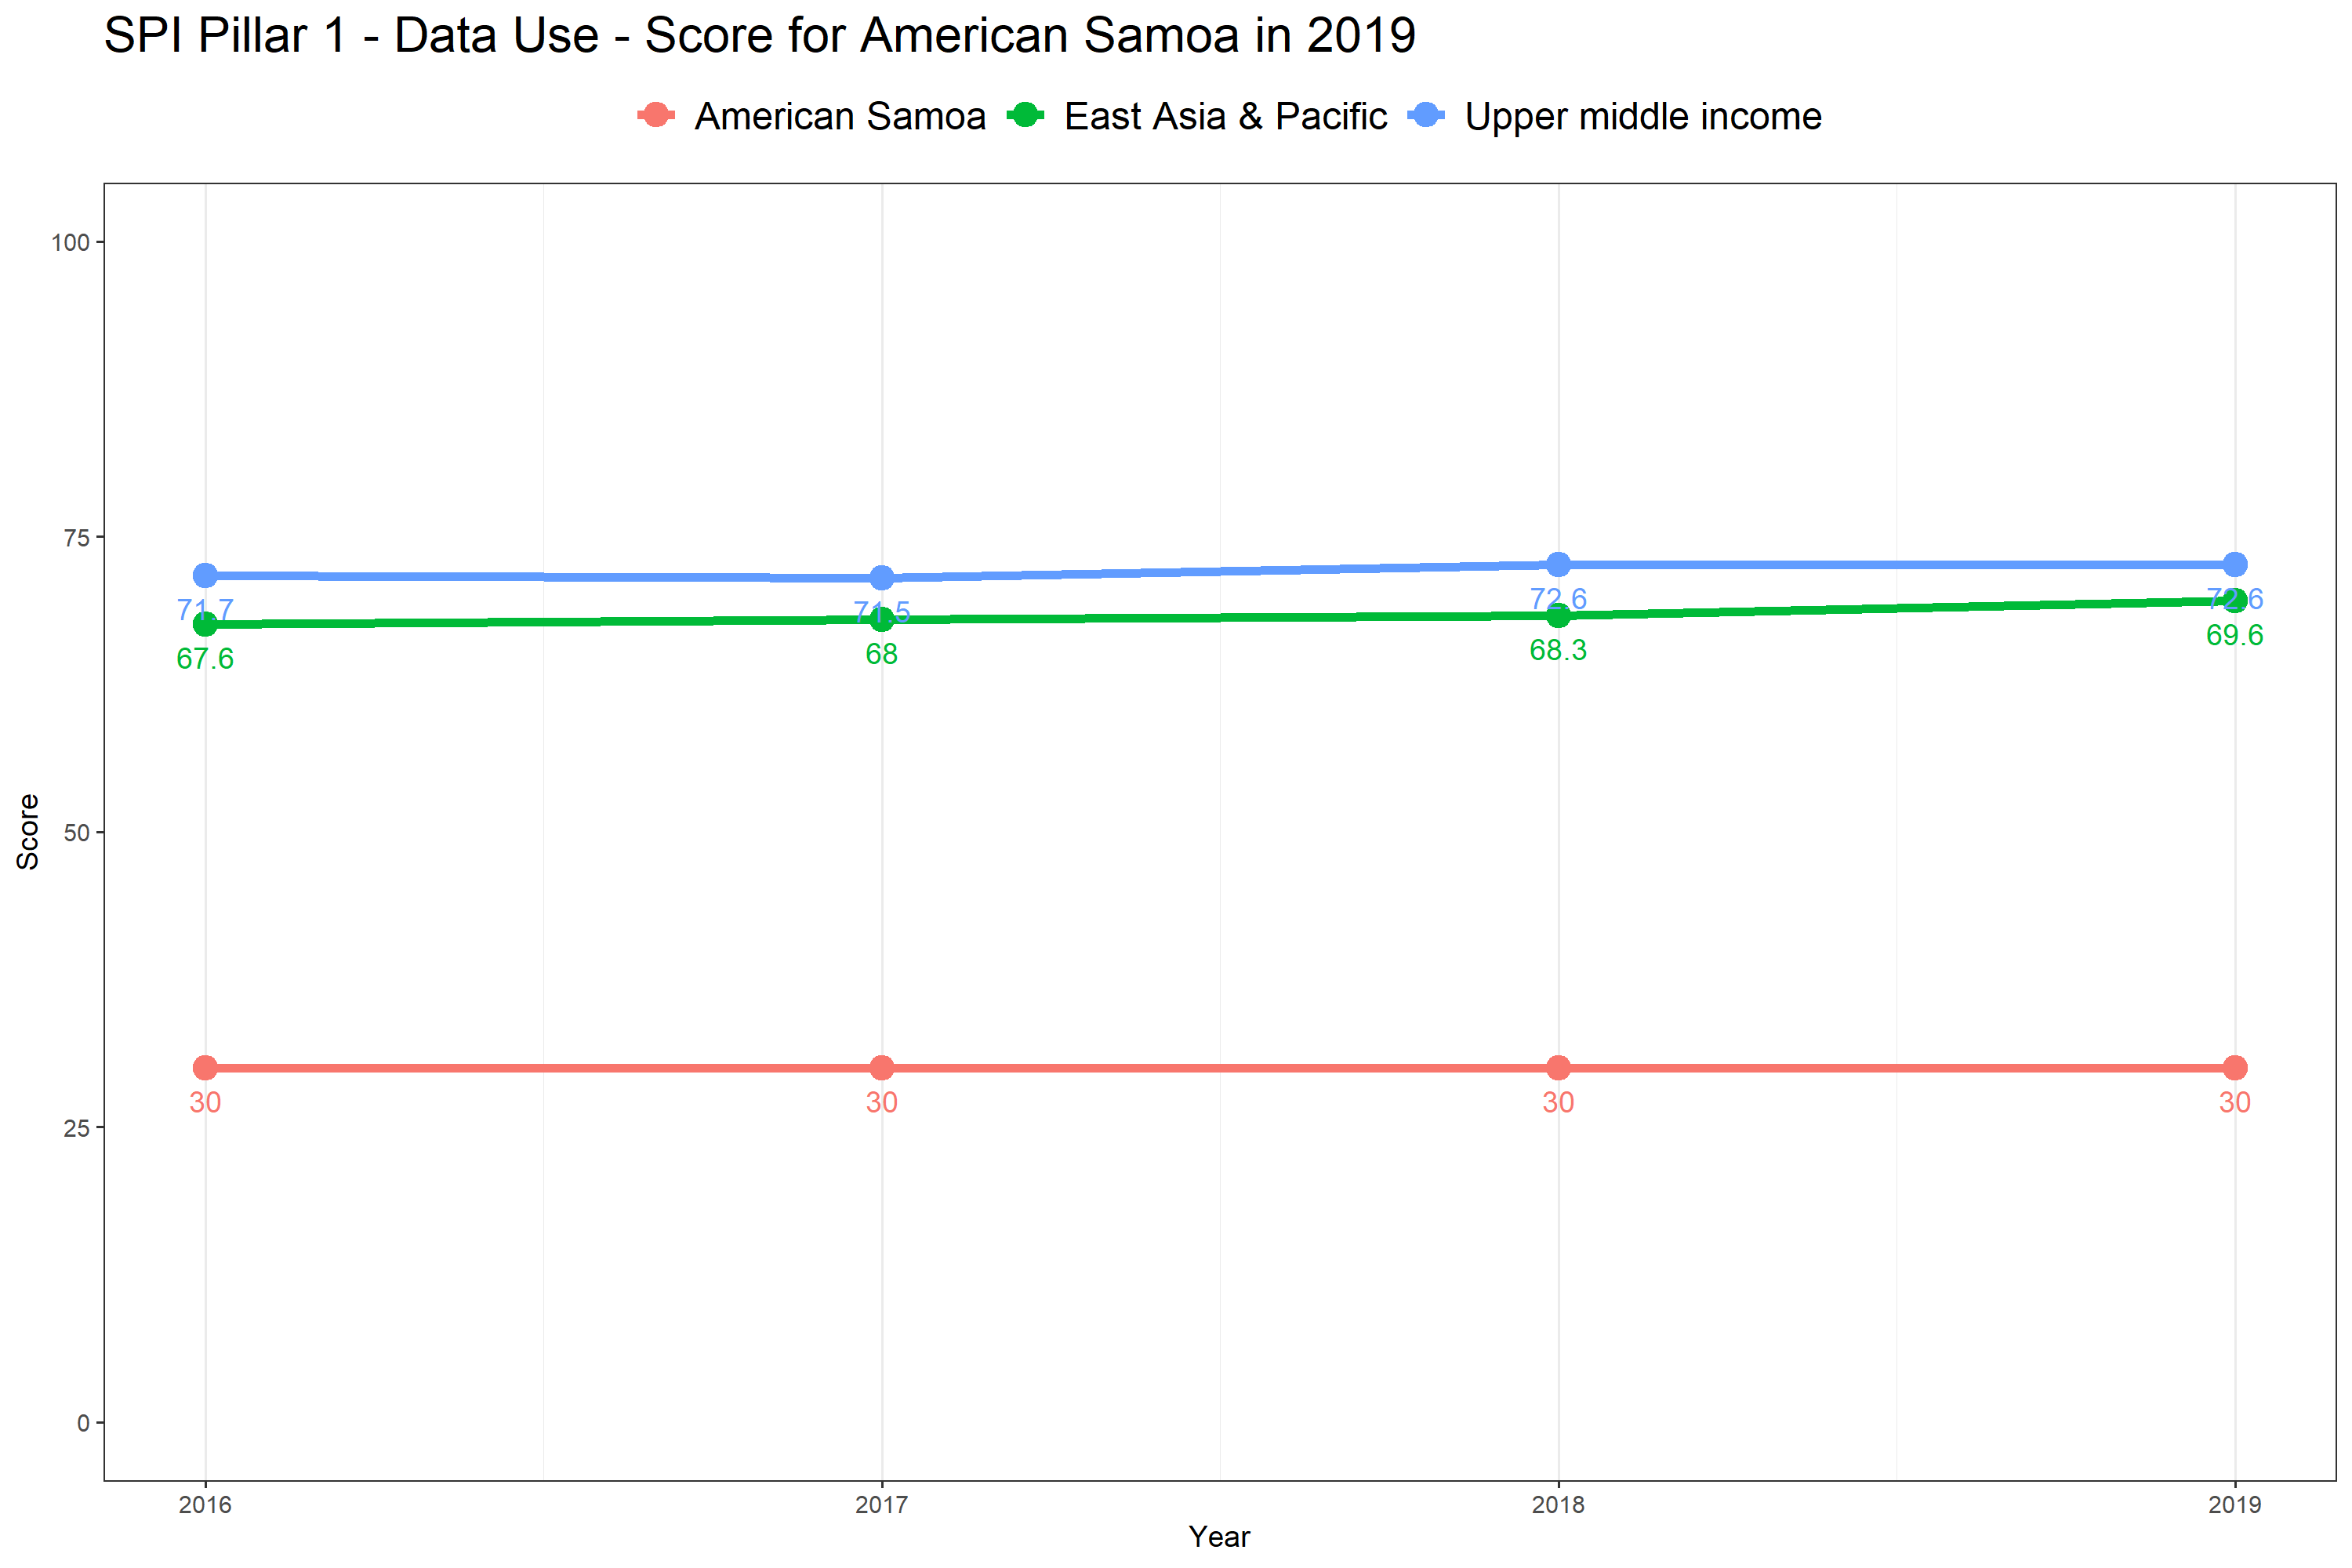 SPI Pillar 1 - Data Use - Score for American Samoa in 2019
American Samoa East Asia & Pacific Upper middle income
100
75
50
25
0
Score
71.7 71.5 72.6 72.6
67.6 68 68.3 69.6
30 30 30 30
2016 2017 2018 2019
Year